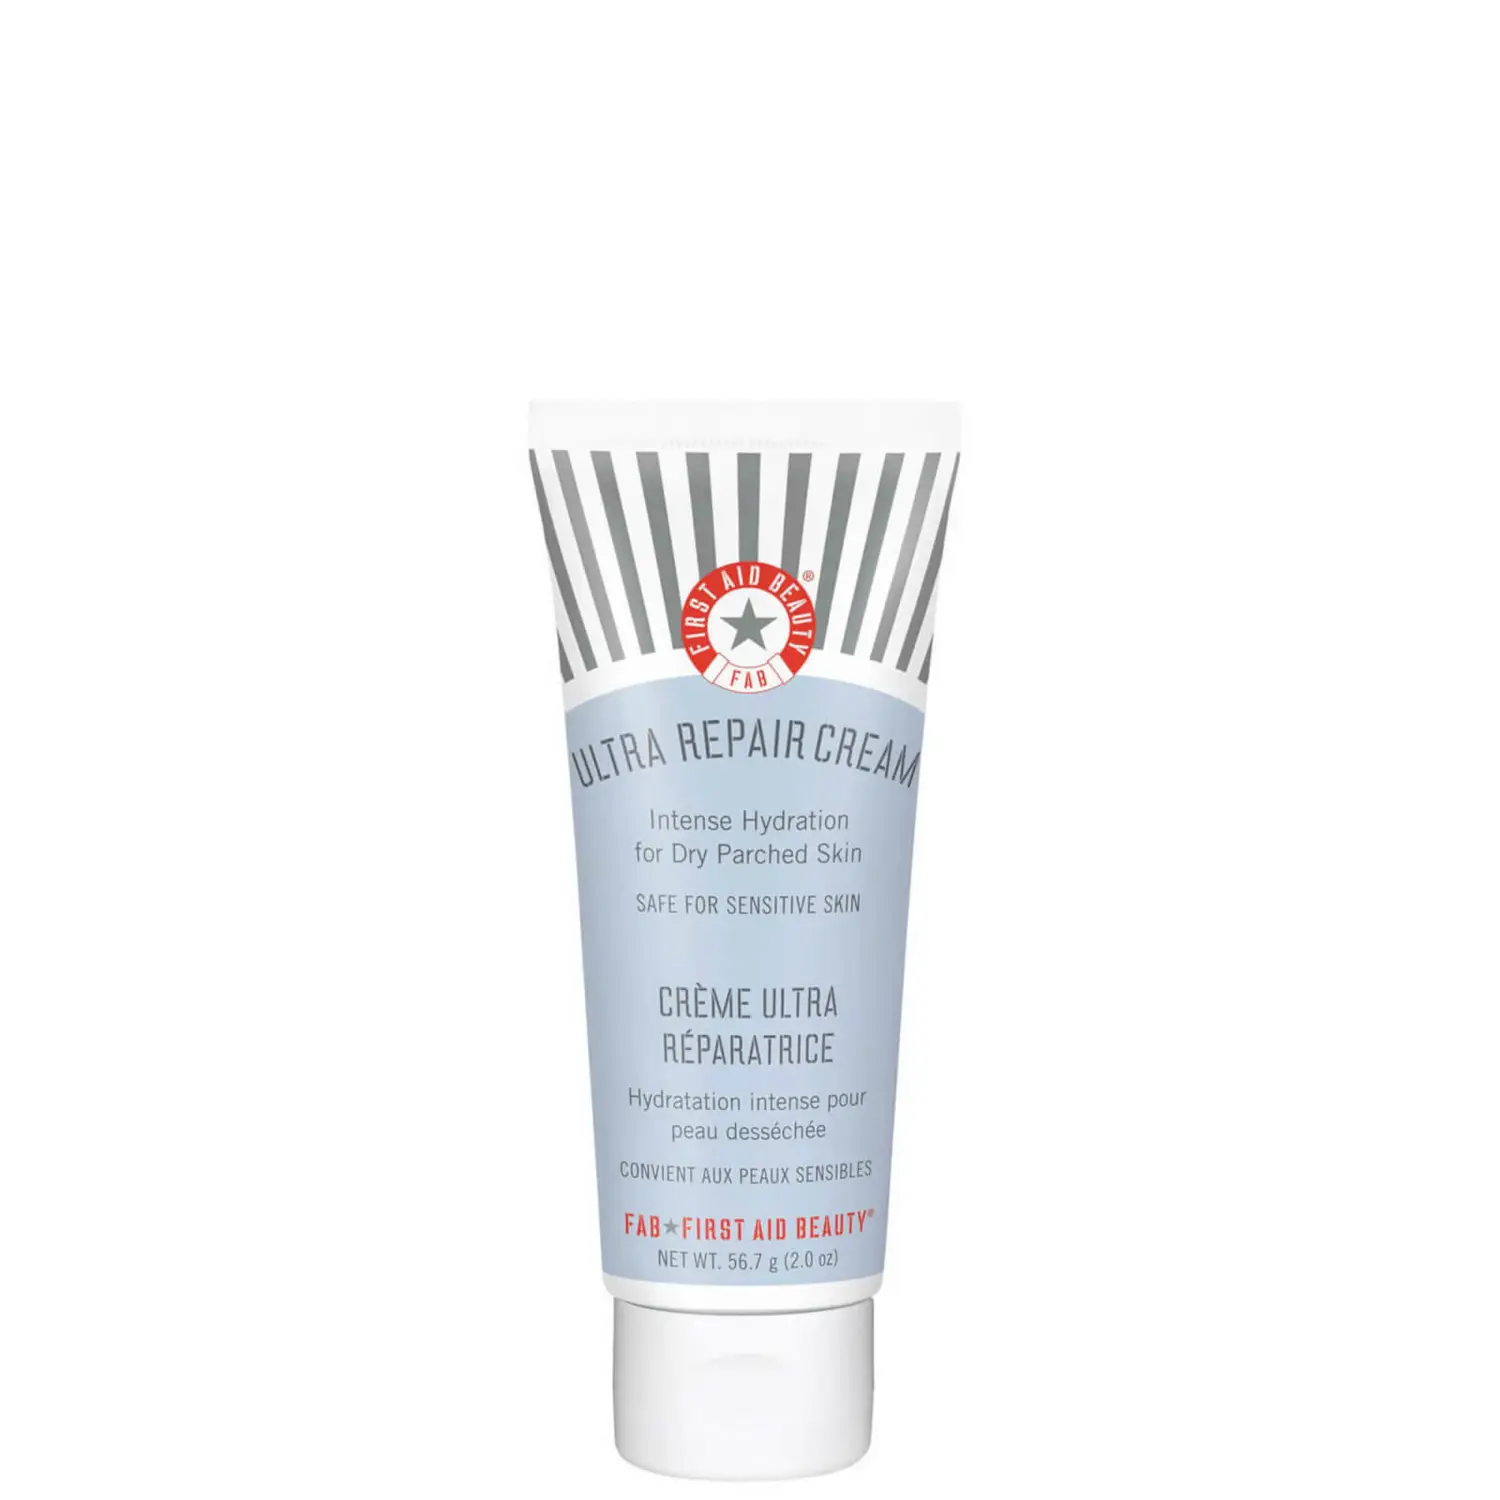 FIRST AID BEAUTY®
FAB
ULTRA REPAIR CREAM
Intense Hydration
for Dry Parched Skin
SAFE FOR SENSITIVE SKIN
CRÈME ULTRA
RÉPARATRICE
Hydratation intense pour
peau desséchée
CONVIENT AUX PEAUX SENSIBLES
FAB★FIRST AID BEAUTY®
NET WT. 56.7 g (2.0 oz)